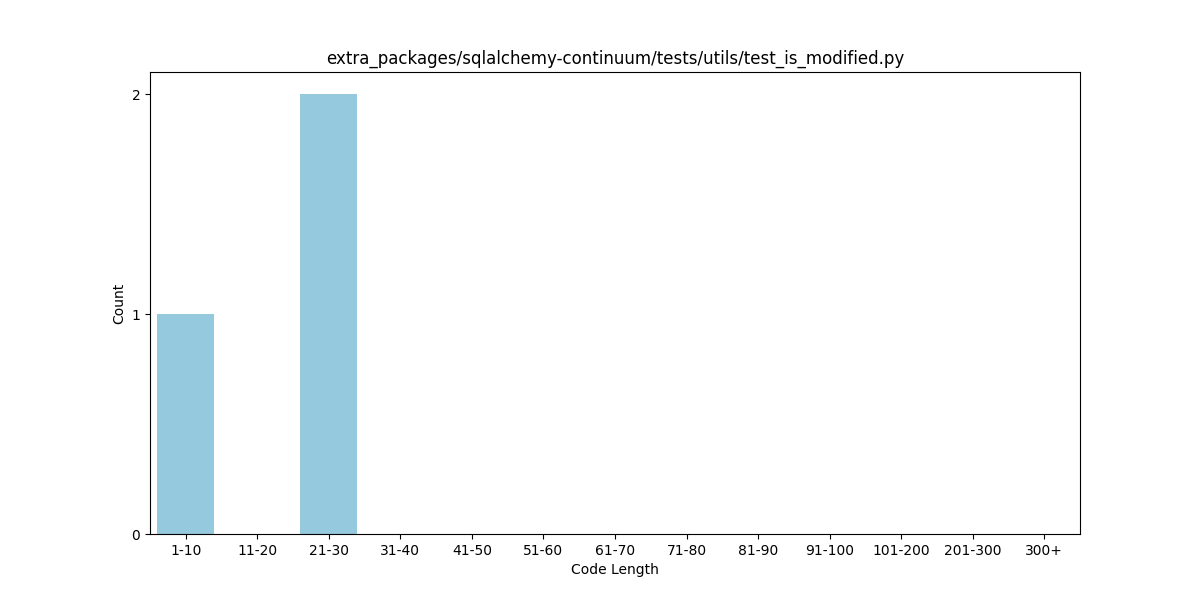 extra_packages/sqlalchemy-continuum/tests/utils/test_is_modified.py
2
1
0
Count
1-10 11-20 21-30 31-40 41-50 51-60 61-70 71-80 81-90 91-100 101-200 201-300 300+
Code Length